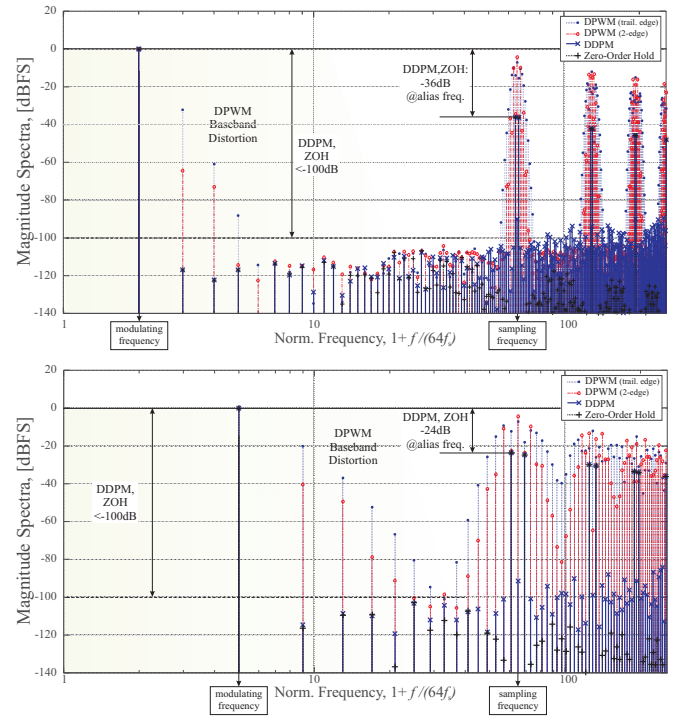 20
0
-20
-40
-60
-80
-100
-120
-140
Magnitude Spectra, [dBFS]
DPWM (trail. edge)
DPWM (2-edge)
DDPM
Zero-Order Hold
DDPM,ZOH:
-36dB
@alias freq.
DPWM
Baseband
Distortion
DDPM,
ZOH
<-100dB
1
10
100
modulating
frequency
Norm. Frequency, 1+ f/(64fs)
sampling
frequency
20
0
-20
-40
-60
-80
-100
-120
-140
Magnitude Spectra, [dBFS]
DPWM (trail. edge)
DPWM (2-edge)
DDPM
Zero-Order Hold
DDPM, ZOH
-24dB
@alias freq.
DPWM
Baseband
Distortion
DDPM,
ZOH
<-100dB
1
10
100
modulating
frequency
Norm. Frequency, 1+ f/(64fs)
sampling
frequency